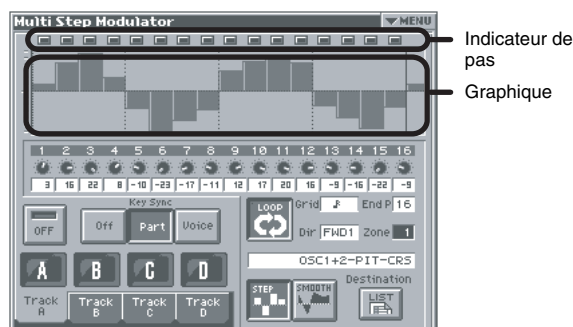 Multi Step Modulator
MENU
Indicateur de
pas
Graphique
1 2 3 4 5 6 7 8 9 10 11 12 13 14 15 16
3 16 22 8 -10 -23 -17 -11 12 17 20 16 -9 -16 -22 -9
OFF
Key Sync
Off Part Voice
LOOP
Grid
End P 16
Dir FWD1 Zone 1
OSC1+2-PIT-CRS
A B C D
STEP
SMOOTH
Destination
LIST
Track
A
Track
B
Track
C
Track
D